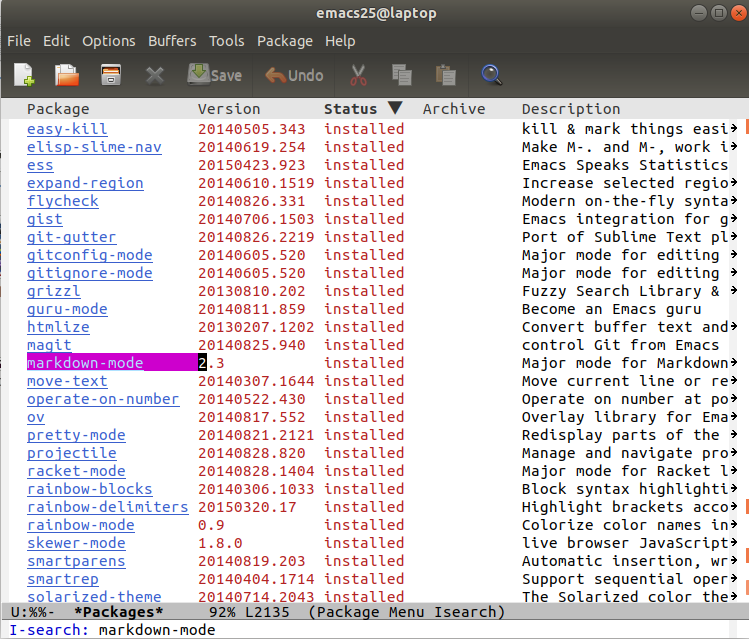 emacs25@laptop
File Edit Options Buffers Tools Package Help
Save Undo
Package Version Status ▼ Archive Description
easy-kill 20140505.343 installed kill & mark things easi
elisp-slime-nav 20140619.254 installed Make M-. and M-, work i
ess 20150423.923 installed Emacs Speaks Statistics
expand-region 20140610.1519 installed Increase selected regio
flycheck 20140826.331 installed Modern on-the-fly synta
gist 20140706.1503 installed Emacs integration for g
git-gutter 20140826.2219 installed Port of Sublime Text pl
gitconfig-mode 20140605.520 installed Major mode for editing
gitignore-mode 20140605.520 installed Major mode for editing
grizzl 20130810.202 installed Fuzzy Search Library &
guru-mode 20140811.859 installed Become an Emacs guru
htmlize 20130207.1202 installed Convert buffer text and
magit 20140825.940 installed control Git from Emacs
markdown-mode 2.3 installed Major mode for Markdown
move-text 20140307.1644 installed Move current line or re
operate-on-number 20140522.430 installed Operate on number at po
ov 20140817.552 installed Overlay library for Ema
pretty-mode 20140821.2121 installed Redisplay parts of the
projectile 20140828.820 installed Manage and navigate pro
racket-mode 20140828.1404 installed Major mode for Racket l
rainbow-blocks 20140306.1033 installed Block syntax highlighti
rainbow-delimiters 20150320.17 installed Highlight brackets acco
rainbow-mode 0.9 installed Colorize color names in
skewer-mode 1.8.0 installed live browser JavaScript
smartparens 20140819.203 installed Automatic insertion, wr
smartrep 20140404.1714 installed Support sequential oper
solarized-theme 20140714.2043 installed The Solarized color the
U:%%- *Packages* 92% L2135 (Package Menu Isearch)
I-search: markdown-mode